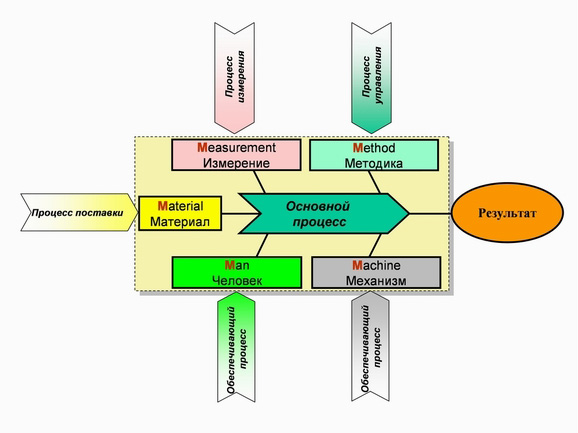 Процесс
измерения
Процесс
управления
Measurement
Измерение
Method
Методика
Процесс поставки
Material
Материал
Основной
процесс
Результат
Man
Человек
Machine
Механизм
Обеспечивающий
процесс
Обеспечивающий
процесс